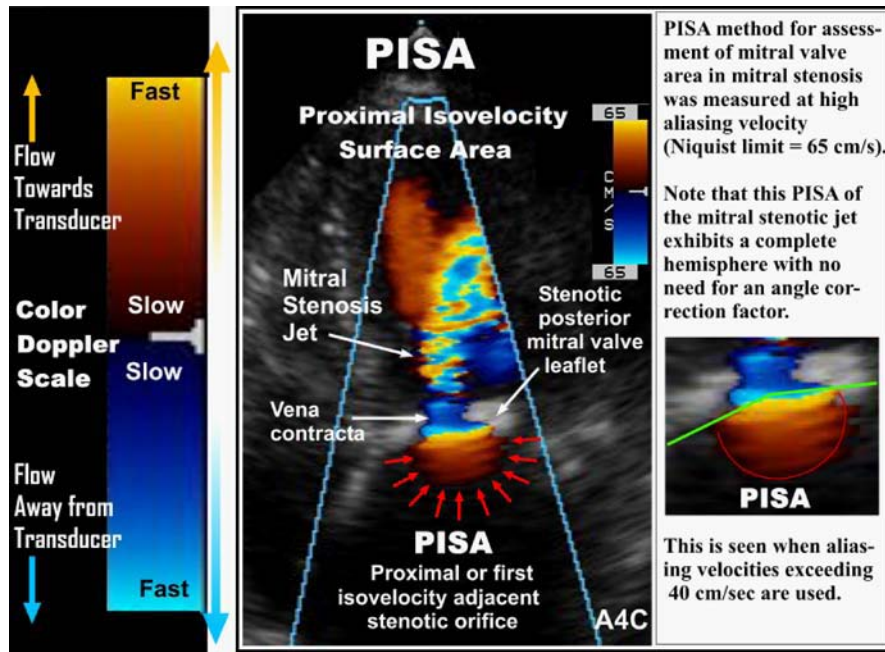 Fast
Flow
Towards
Transducer
Slow
Color
Doppler
Scale
Slow
Flow
Away from
Transducer
Fast
PISA
Proximal Isovelocity
Surface Area
65
CM/S
65
Mitral
Stenosis
Jet
Stenotic
posterior
mitral valve
leaflet
Vena
contracta
PISA
Proximal or first
isovelocity adjacent
stenotic orifice
A4C
PISA method for assess-
ment of mitral valve
area in mitral stenosis
was measured at high
aliasing velocity
(Niquist limit = 65 cm/s).
Note that this PISA of
the mitral stenotic jet
exhibits a complete
hemisphere with no
need for an angle cor-
rection factor.
PISA
This is seen when alias-
ing velocities exceeding
40 cm/sec are used.